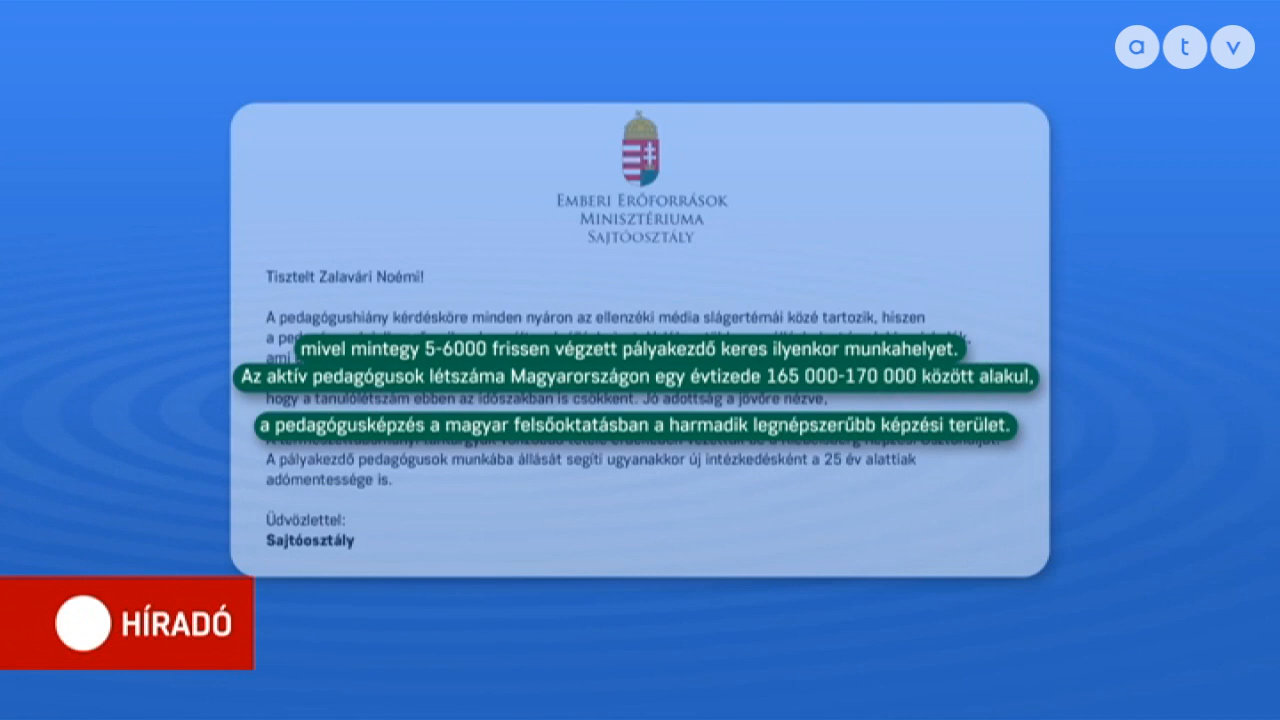 a t v
EMBERI ERŐFORRÁSOK
MINISZTÉRIUMA
SAJTÓOSZTÁLY
Tisztelt Zalavári Noémi!
A pedagógushiány kérdésköre minden nyáron az ellenzéki média slágertémái közé tartozik, hiszen
mivel mintegy 5-6000 frissen végzett pályakezdő keres ilyenkor munkahelyet.
ami
Az aktív pedagógusok létszáma Magyarországon egy évtizede 165 000-170 000 között alakul,
hogy a tanulólétszám ebben az időszakban is csökkent. Jó adottság a jövőre nézve,
a pedagógusképzés a magyar felsőoktatásban a harmadik legnépszerűbb képzési terület.
A pályakezdő pedagógusok munkába állását segíti ugyanakkor új intézkedésként a 25 év alattiak
adómentessége is.
Üdvözlettel:
Sajtóosztály
HÍRADÓ